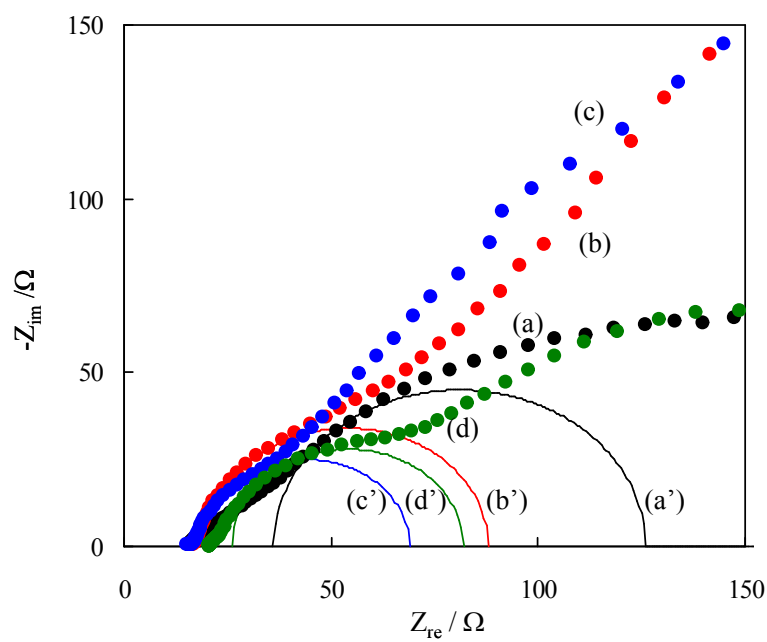 150
100
50
0
-Z_im /Ω
0
50
100
150
Z_re / Ω
(c)
(b)
(a)
(d)
(c’)
(d’)
(b’)
(a’)